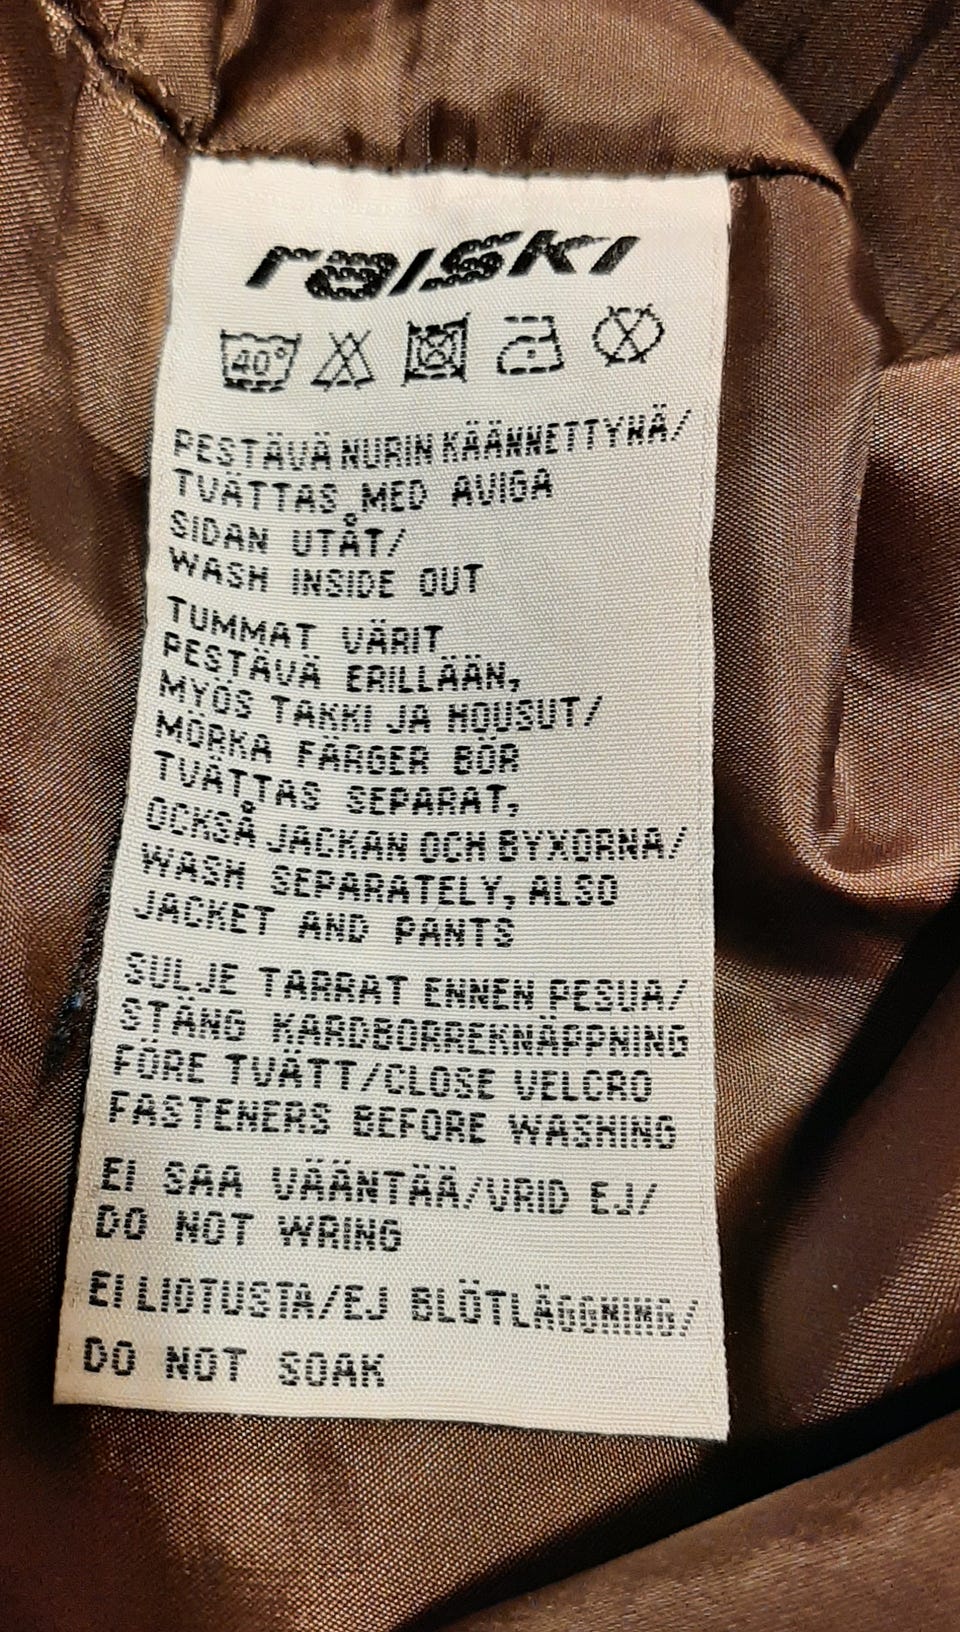 raiski
40°
PESTÄVÄ NURIN KÄÄNNETTYNÄ/
TVÄTTAS MED AVIGA
SIDAN UTÅT/
WASH INSIDE OUT
TUMMAT VÄRIT
PESTÄVÄ ERILLÄÄN,
MYÖS TAKKI JA HOUSUT/
MÖRKA FÄRGER BÖR
TVÄTTAS SEPARAT,
OCKSÅ JACKAN OCH BYXORNA/
WASH SEPARATELY, ALSO
JACKET AND PANTS
SULJE TARRAT ENNEN PESUA/
STÄNG KARDBORREKNÄPPNING
FÖRE TVÄTT/CLOSE VELCRO
FASTENERS BEFORE WASHING
EI SAA VÄÄNTÄÄ/VRID EJ/
DO NOT WRING
EI LIOTUSTA/EJ BLÖTLÄGGNING/
DO NOT SOAK